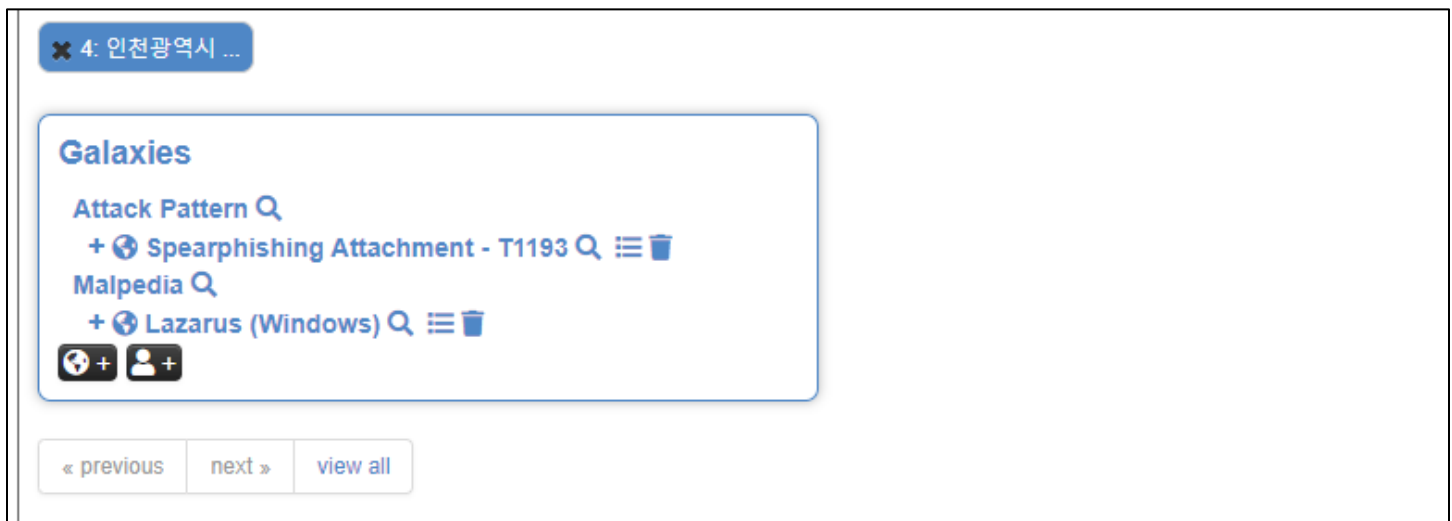 ✖ 4: 인천광역시 ...
Galaxies
Attack Pattern
+ Spearphishing Attachment - T1193
Malpedia
+ Lazarus (Windows)
+ +
« previous next » view all